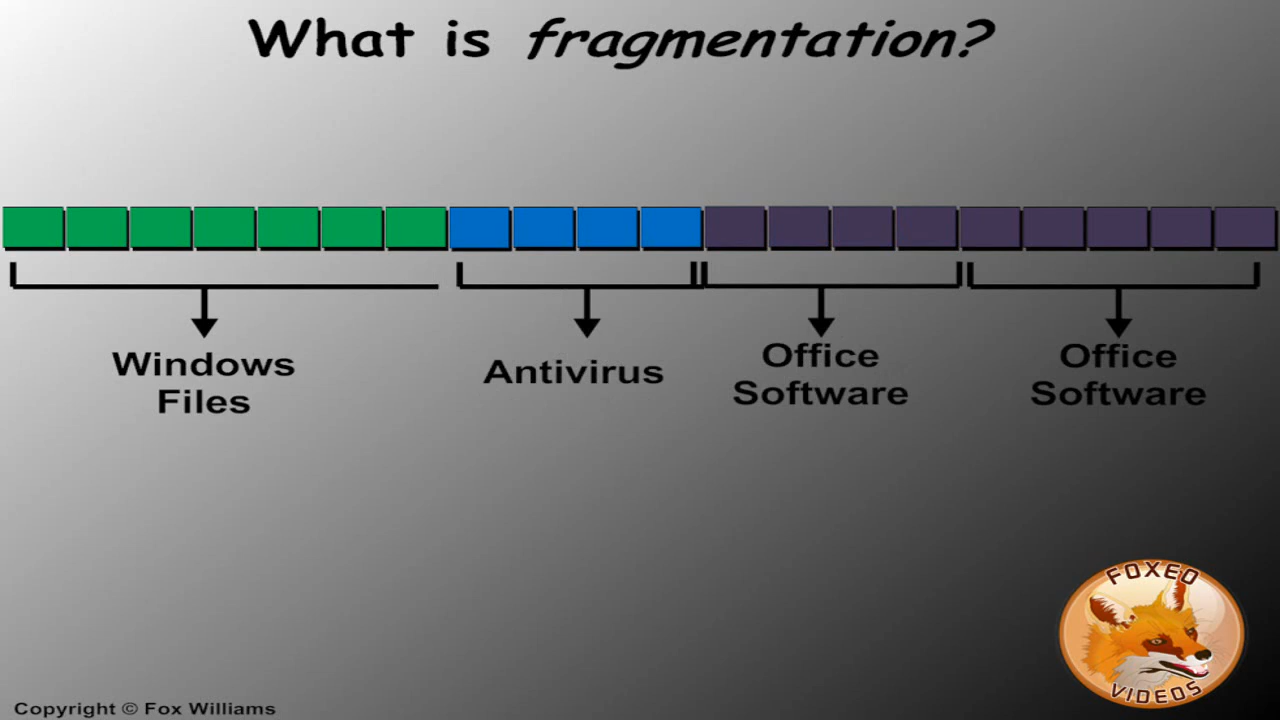 What is fragmentation?
Windows
Files
Antivirus
Office
Software
Office
Software
FOXEO
VIDEOS
Copyright © Fox Williams